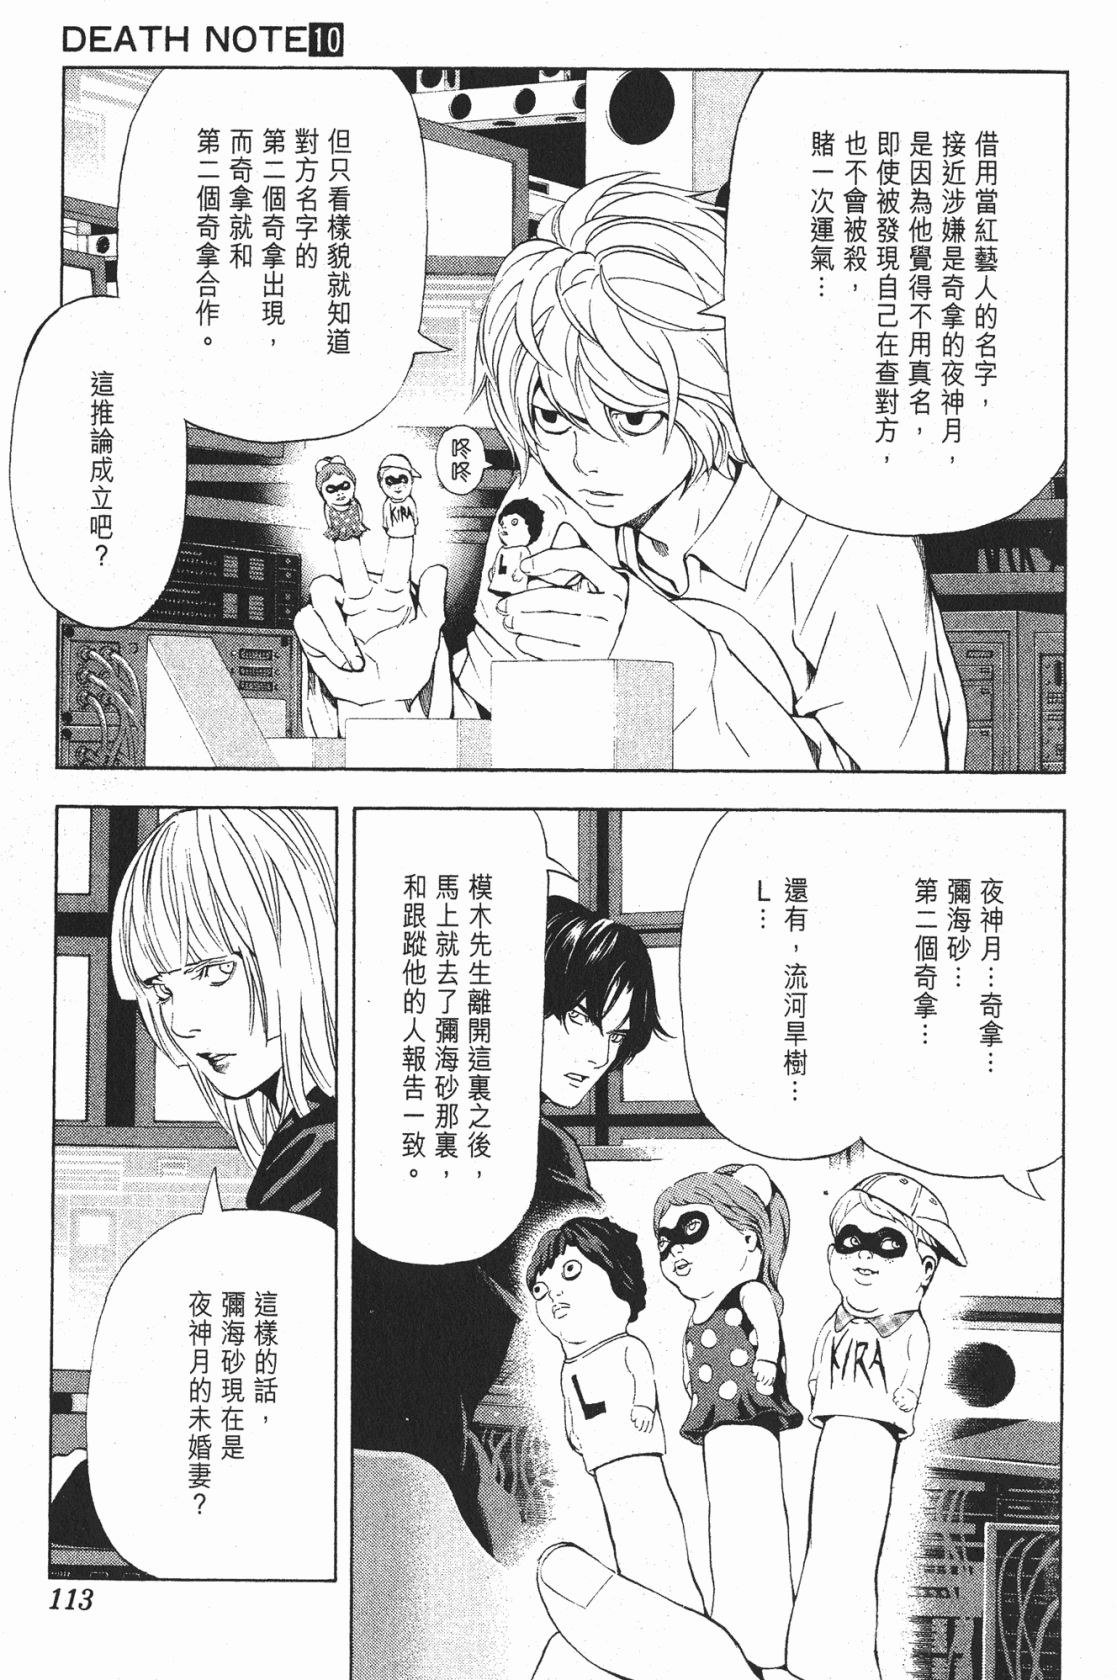 DEATH NOTE 10
借用當紅藝人的名字，
接近涉嫌是奇拿的夜神月，
是因為他覺得不用真名，
即使被發現自己在查對方，
也不會被殺，
賭一次運氣…
但只看樣貌就知道
對方名字的
第二個奇拿出現，
而奇拿就和
第二個奇拿合作。
這推論成立吧？
咚
咚
KIRA
L
夜神月…奇拿…
彌海砂…
第二個奇拿…
還有，流河旱樹…
L…
KIRA
L
模木先生離開這裏之後，
馬上就去了彌海砂那裏，
和跟蹤他的人報告一致。
這樣的話，
彌海砂現在是
夜神月的未婚妻？
113